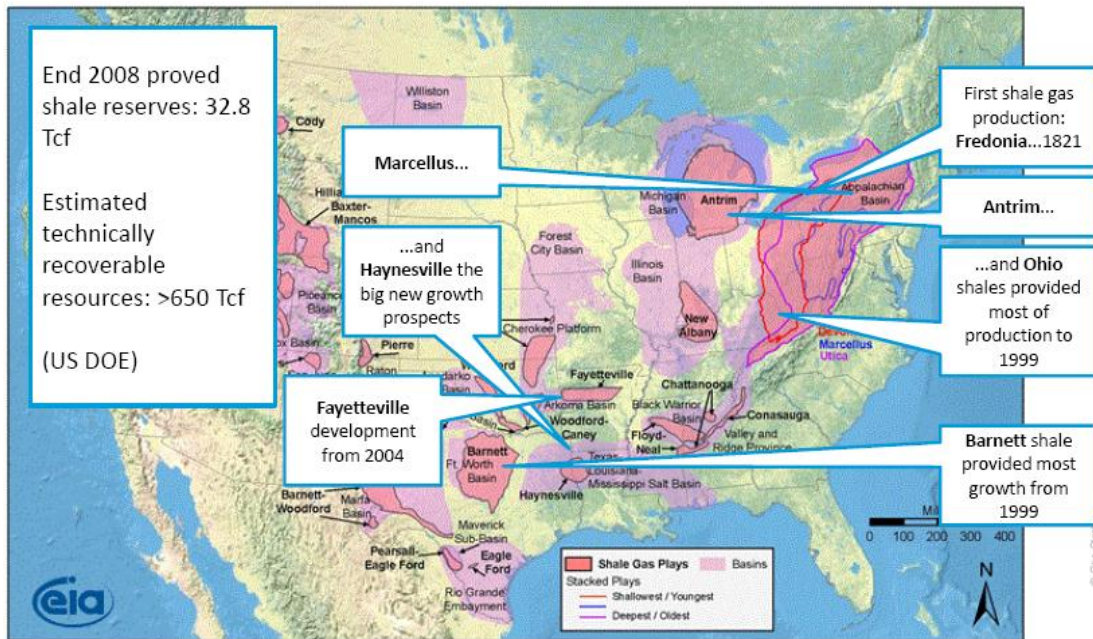 End 2008 proved
shale reserves: 32.8
Tcf
Estimated
technically
recoverable
resources: >650 Tcf
(US DOE)
Marcellus...
...and
Haynesville the
big new growth
prospects
Fayetteville
development
from 2004
First shale gas
production:
Fredonia...1821
Antrim...
...and Ohio
shales provided
most of
production to
1999
Barnett shale
provided most
growth from
1999
Williston
Basin
Cody
Baxter-
Mancos
Basin
Basin
Pierre
Raton
Basin
Forest
City Basin
Cherokee Platform
Michigan
Basin
Antrim
Illinois
Basin
New
Albany
Appalachian
Basin
Marcellus
Utica
Fayetteville
Arkoma Basin
Woodford-
Caney
Chattanooga
Black Warrior
Basin
Conasauga
Floyd-
Neal
Valley and
Ridge Province
Barnett
Ft. Worth
Basin
Texas-
Louisiana-
Mississippi Salt Basin
Haynesville
Barnett-
Woodford
Marfa
Basin
Maverick
Sub-Basin
Pearsall-
Eagle Ford
Eagle
Ford
Rio Grande
Embayment
Shale Gas Plays
Basins
Stacked Plays
Shallowest / Youngest
Deepest / Oldest
0 100 200 300 400
N
eia